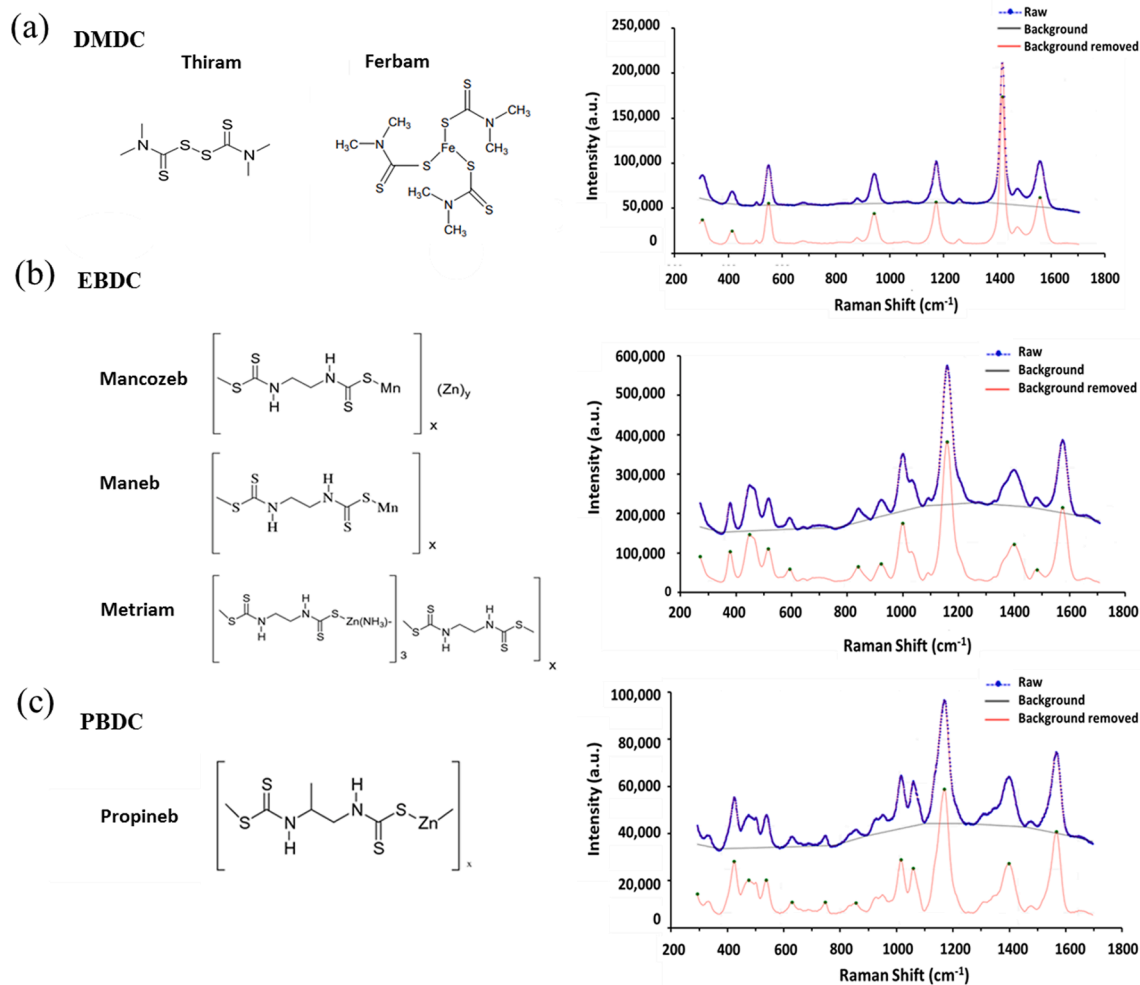 (a) DMDC
Thiram
Ferbam
N
S
S
S
S
N
CH₃
H₃C
N
S
S
Fe
S
S
N
CH₃
CH₃
S
S
H₃C
N
CH₃
Raw
Background
Background removed
Intensity (a.u.)
250,000
200,000
150,000
100,000
50,000
0
200 400 600 800 1000 1200 1400 1600 1800
Raman Shift (cm⁻¹)
(b) EBDC
Mancozeb
S
S
N
H
H
N
S
S
Mn
x
(Zn)y
Maneb
S
S
N
H
H
N
S
S
Mn
x
Metriam
S
S
N
H
H
N
S
S
Zn(NH₃)-
3
S
S
N
H
H
N
S
S
x
Raw
Background
Background removed
Intensity (a.u.)
600,000
500,000
400,000
300,000
200,000
100,000
0
200 400 600 800 1000 1200 1400 1600 1800
Raman Shift (cm⁻¹)
(c) PBDC
Propineb
S
S
N
H
H
N
S
S
Zn
x
Raw
Background
Background removed
Intensity (a.u.)
100,000
80,000
60,000
40,000
20,000
0
200 400 600 800 1000 1200 1400 1600 1800
Raman Shift (cm⁻¹)